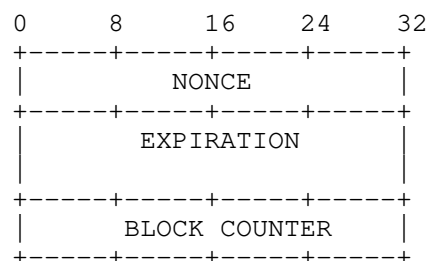 0     8     16    24    32
+-----+-----+-----+-----+
|         NONCE         |
+-----+-----+-----+-----+
|       EXPIRATION      |
|                       |
+-----+-----+-----+-----+
|      BLOCK COUNTER    |
+-----+-----+-----+-----+